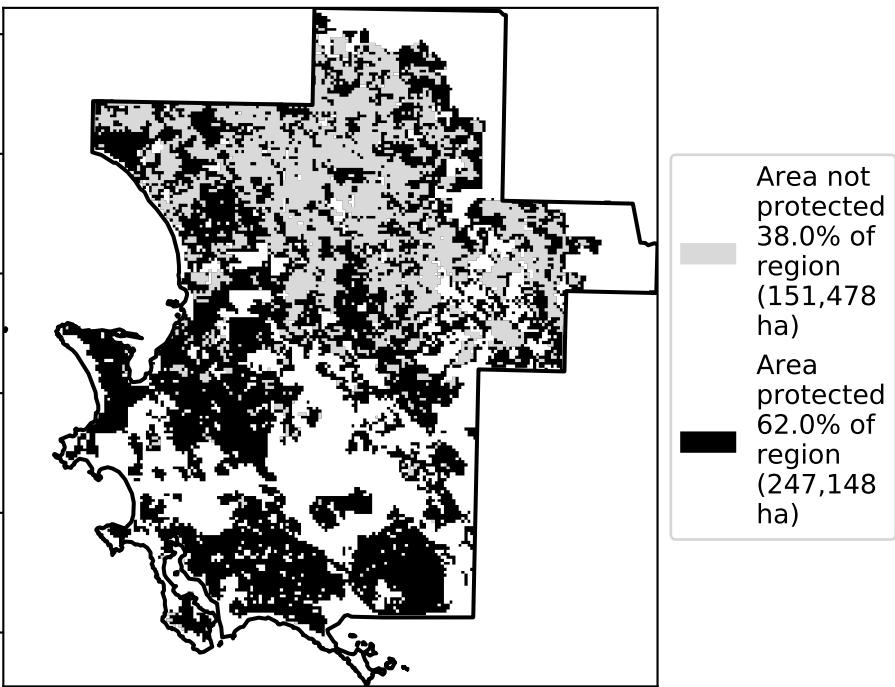 Area not
protected
38.0% of
region
(151,478
ha)
Area
protected
62.0% of
region
(247,148
ha)